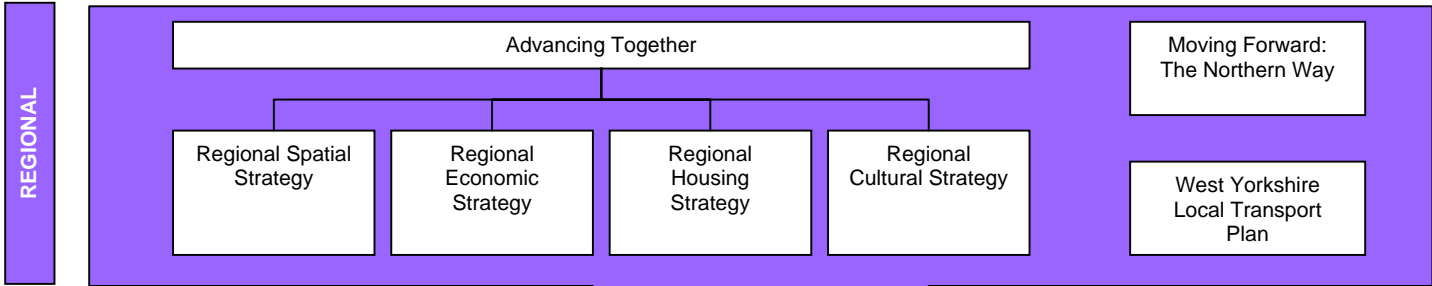 REGIONAL
Advancing Together
Regional Spatial
Strategy
Regional
Economic
Strategy
Regional
Housing
Strategy
Regional
Cultural Strategy
Moving Forward:
The Northern Way
West Yorkshire
Local Transport
Plan